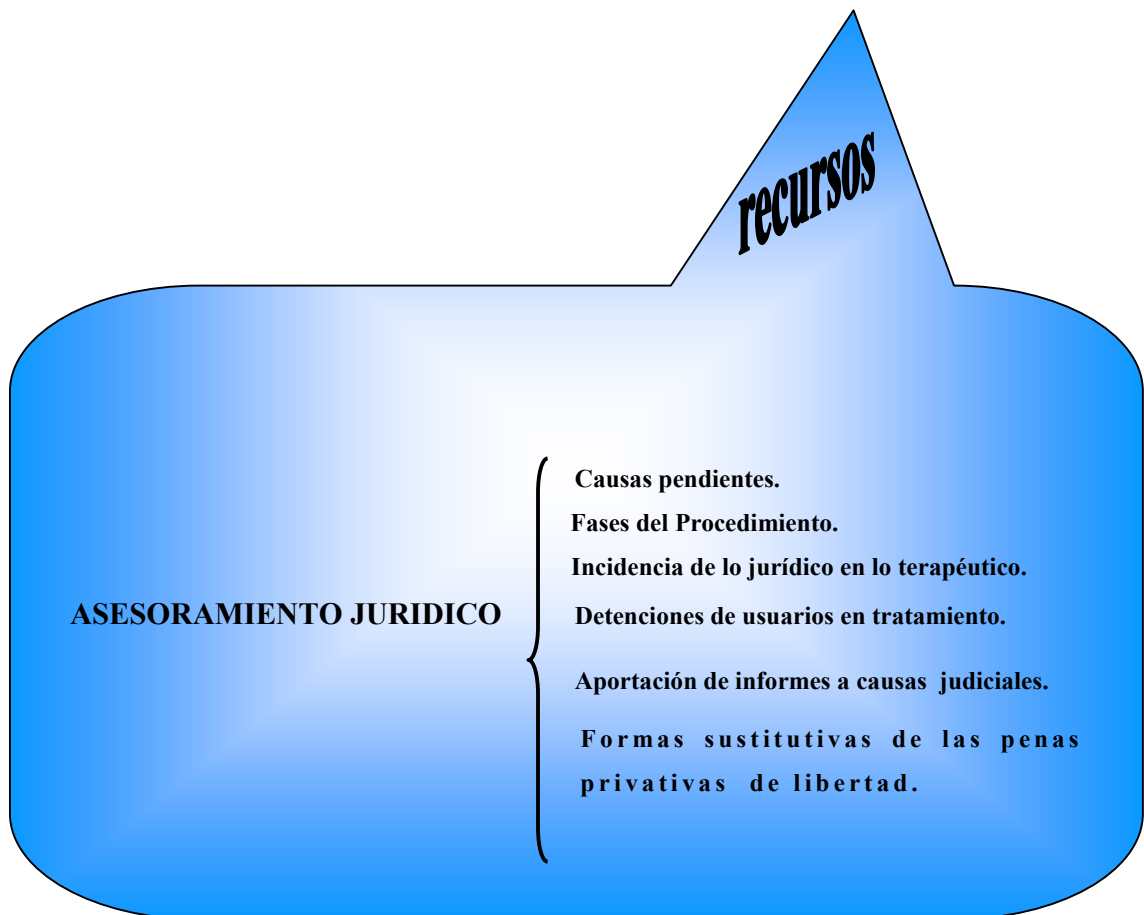 recursos
Causas pendientes.
Fases del Procedimiento.
Incidencia de lo jurídico en lo terapéutico.
ASESORAMIENTO JURIDICO
Detenciones de usuarios en tratamiento.
Aportación de informes a causas judiciales.
Formas sustitutivas de las penas
privativas de libertad.